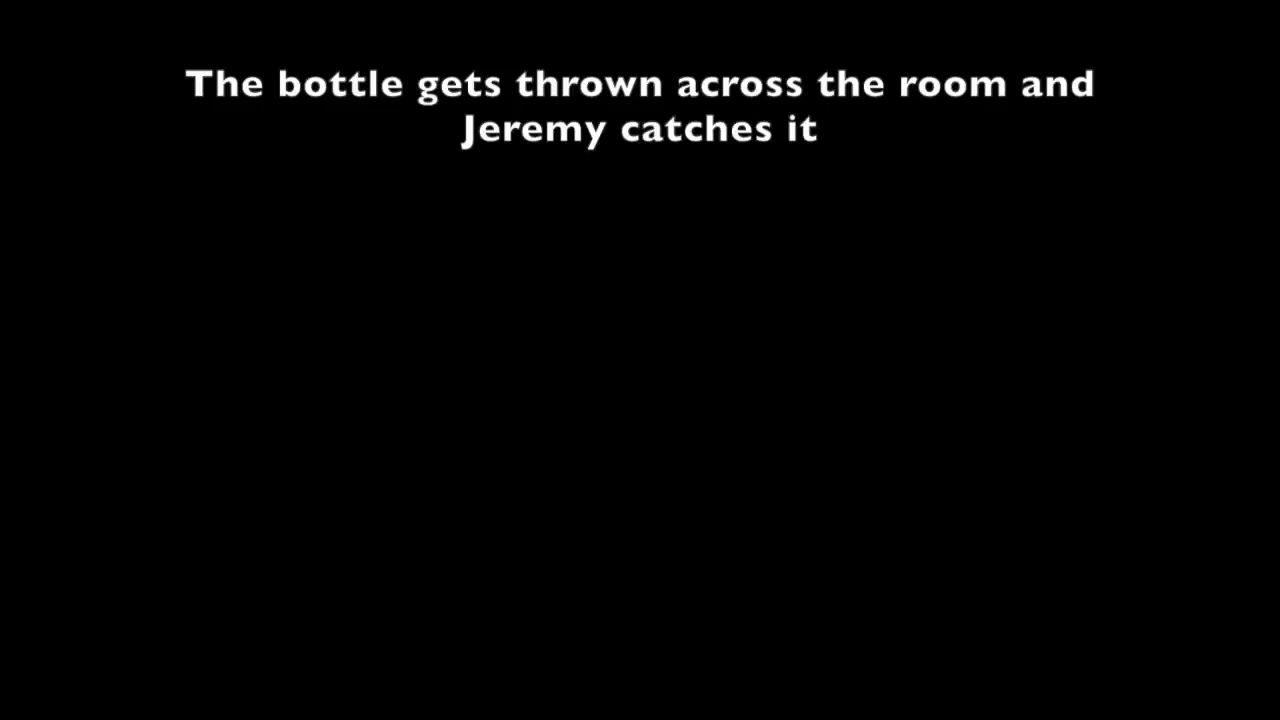 The bottle gets thrown across the room and
Jeremy catches it